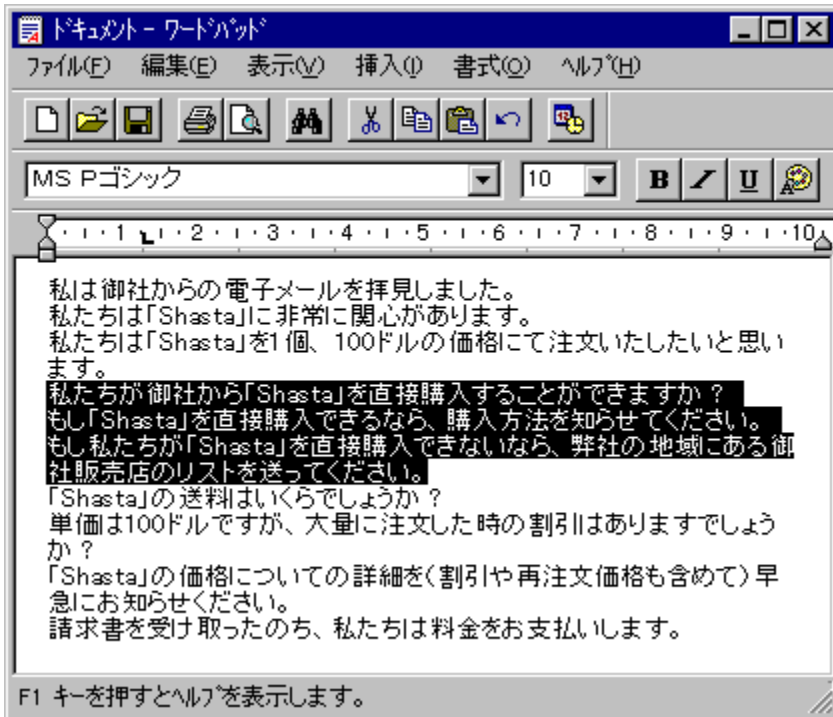 ﾄﾞｷｭﾒﾝﾄ - ﾜｰﾄﾞﾊﾟｯﾄﾞ
ﾌｧｲﾙ(F) 編集(E) 表示(V) 挿入(I) 書式(O) ﾍﾙﾌﾟ(H)
MS Pゴシック 10 B I U
1 2 3 4 5 6 7 8 9 10
私は御社からの電子メールを拝見しました。
私たちは「Shasta」に非常に関心があります。
私たちは「Shasta」を1個、100ドルの価格にて注文いたしたいと思い
ます。
私たちが御社から「Shasta」を直接購入することができますか？
もし「Shasta」を直接購入できるなら、購入方法を知らせてください。
もし私たちが「Shasta」を直接購入できないなら、弊社の地域にある御
社販売店のリストを送ってください。
「Shasta」の送料はいくらでしょうか？
単価は100ドルですが、大量に注文した時の割引はありますでしょう
か？
「Shasta」の価格についての詳細を(割引や再注文価格も含めて)早
急にお知らせください。
請求書を受け取ったのち、私たちは料金をお支払いします。
F1 ｷｰを押すとﾍﾙﾌﾟを表示します。